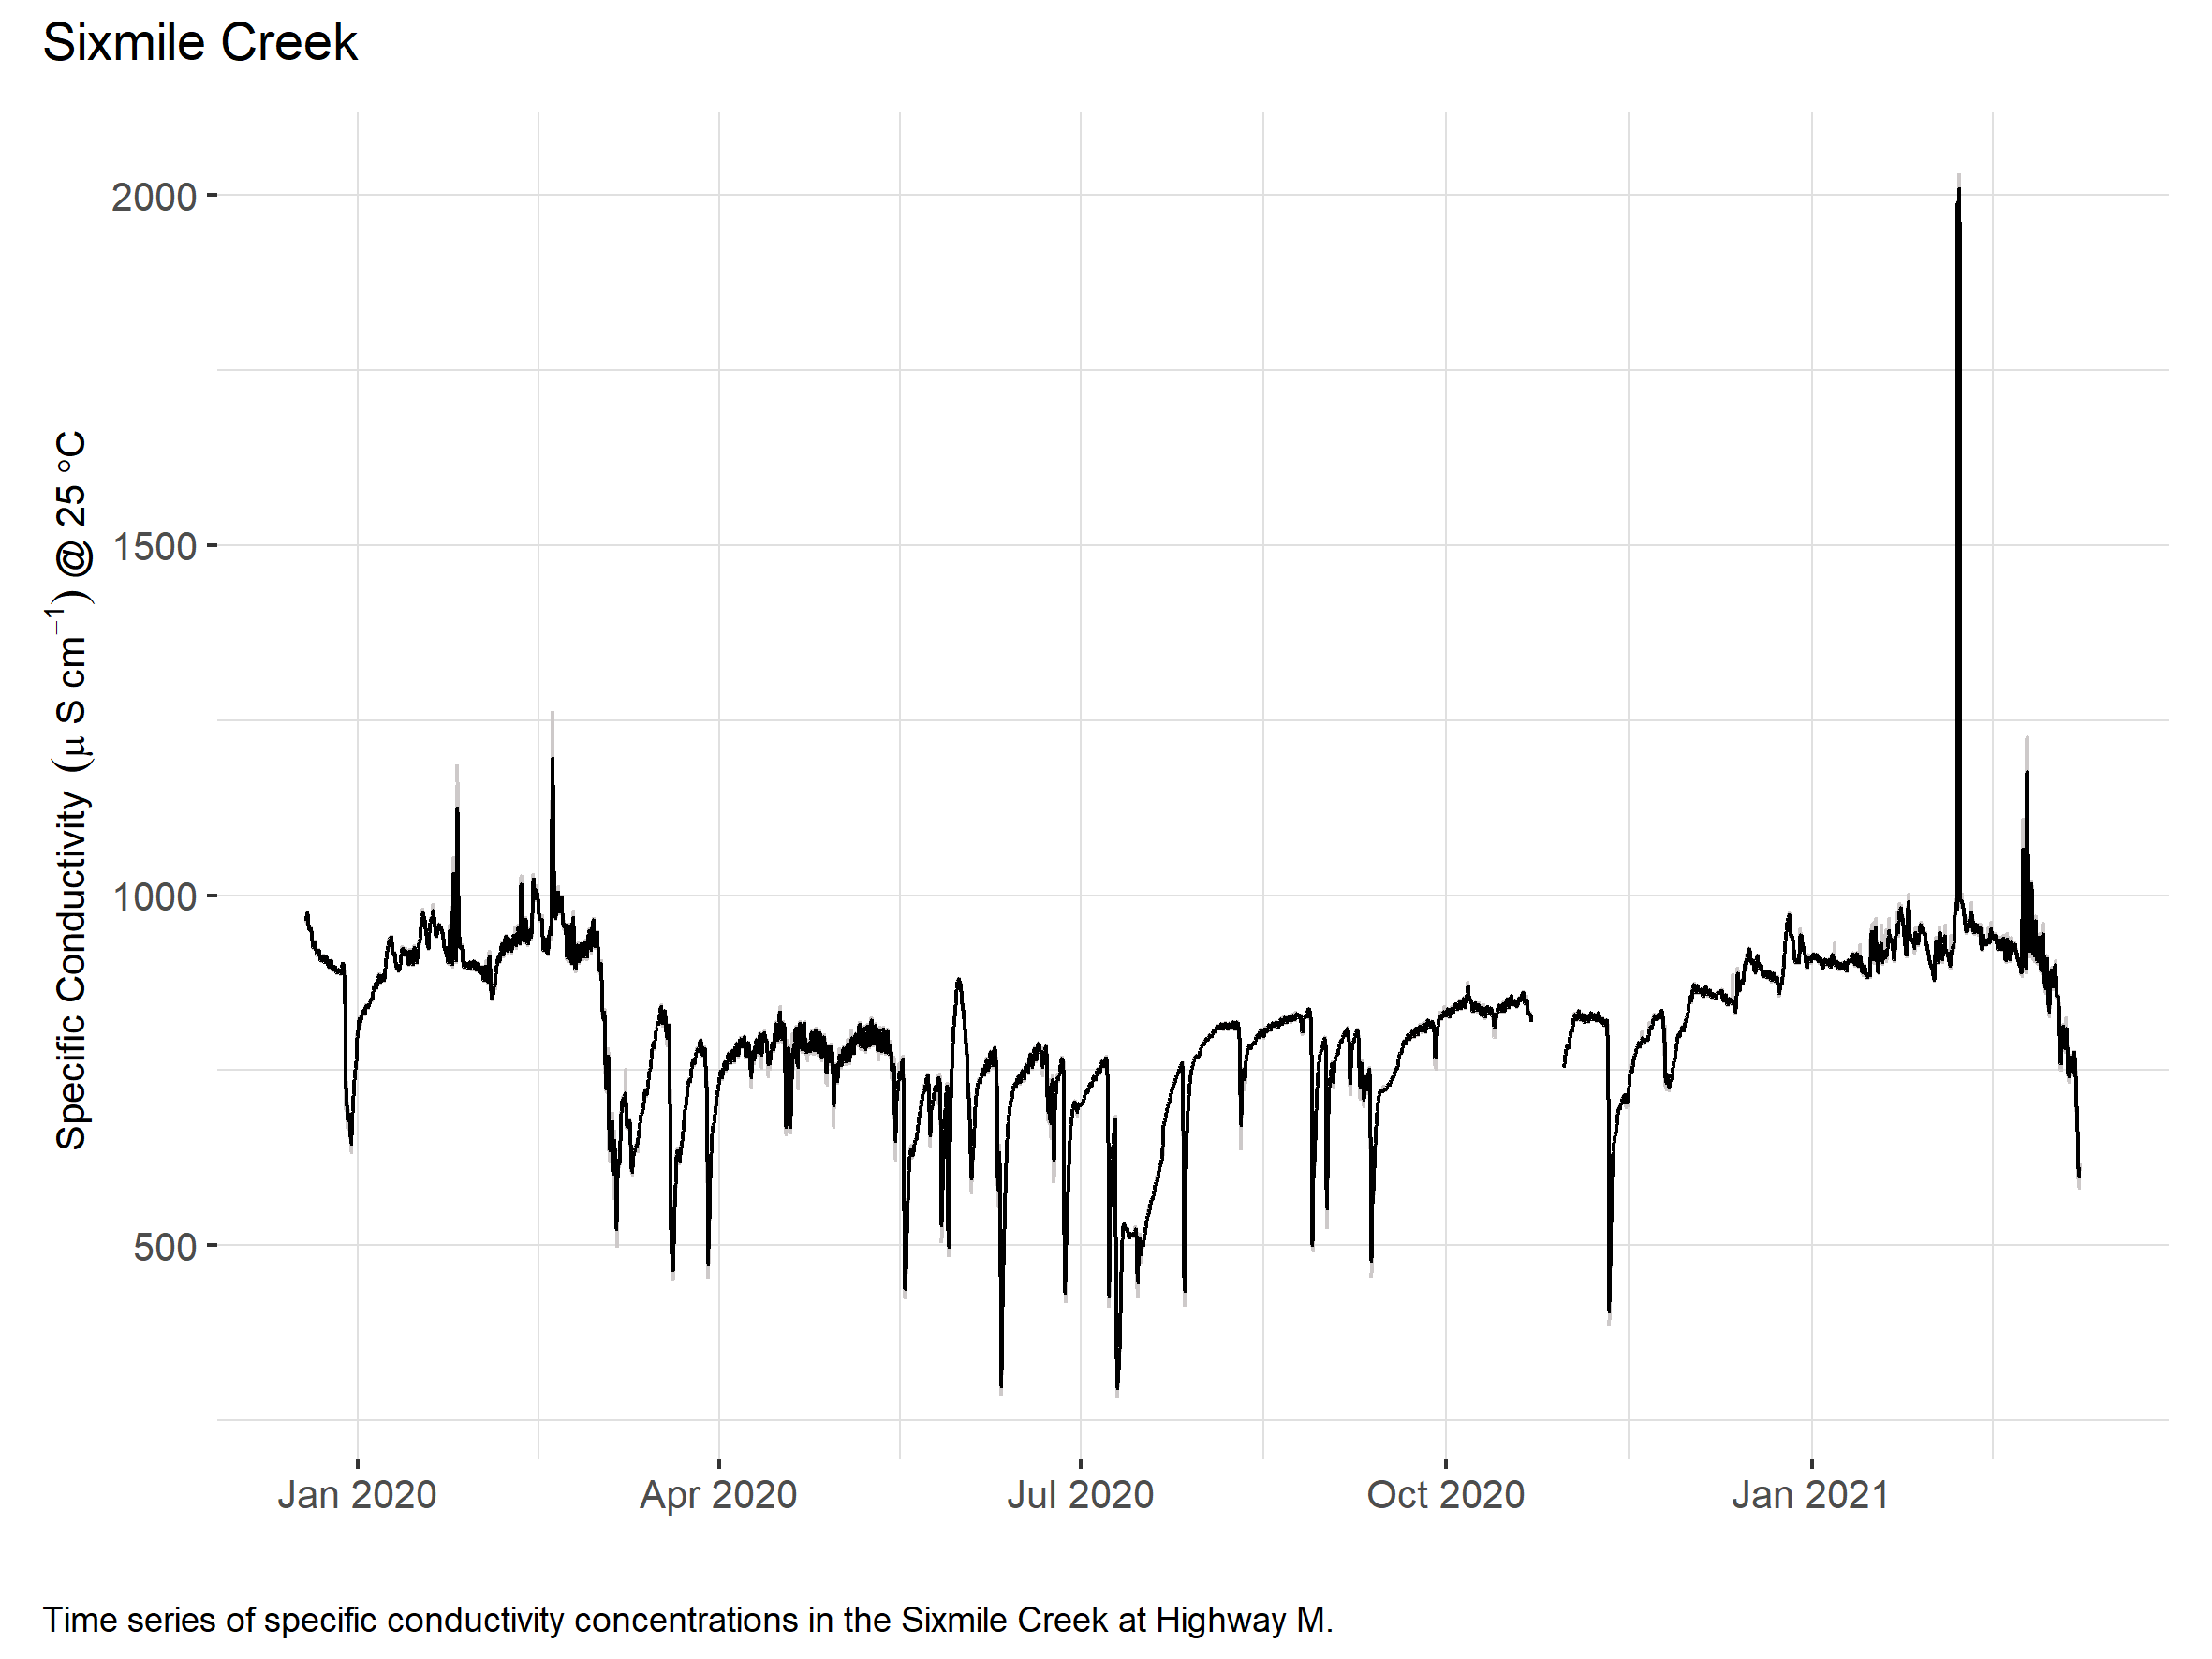 Sixmile Creek
2000
1500
1000
500
Specific Conductivity (μ S cm⁻¹) @ 25 °C
Jan 2020 Apr 2020 Jul 2020 Oct 2020 Jan 2021
Time series of specific conductivity concentrations in the Sixmile Creek at Highway M.